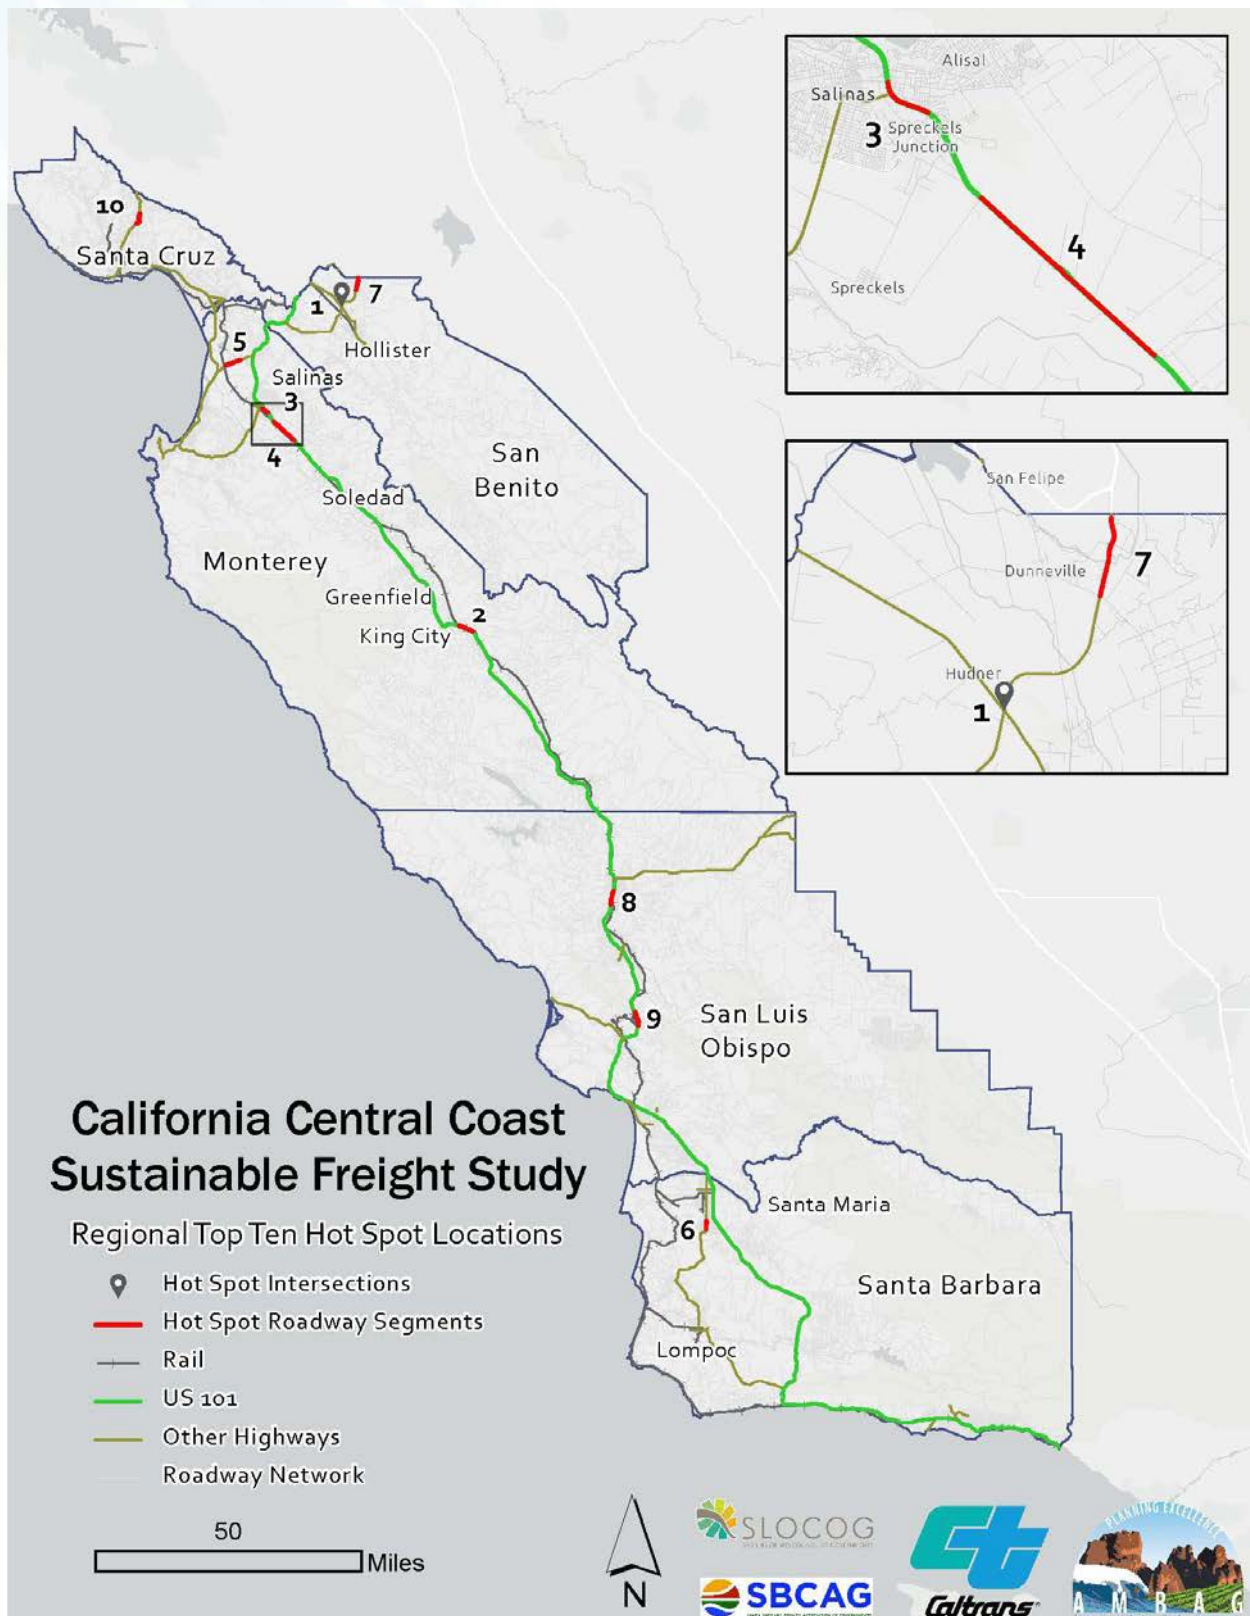 Alisal
Salinas
3
Spreckels
Junction
4
Spreckels
10
Santa Cruz
1
7
Hollister
5
Salinas
3
4
San
Benito
Soledad
Monterey
Greenfield
2
King City
San Felipe
Dunneville
7
Hudner
1
8
9
San Luis
Obispo
California Central Coast
Sustainable Freight Study
Regional Top Ten Hot Spot Locations
Hot Spot Intersections
Hot Spot Roadway Segments
Rail
US 101
Other Highways
Roadway Network
50
Miles
Santa Maria
6
Santa Barbara
Lompoc
N
SLOCOG
SBCAG
Caltrans
PLANNING EXCELLENCE
AMBAG